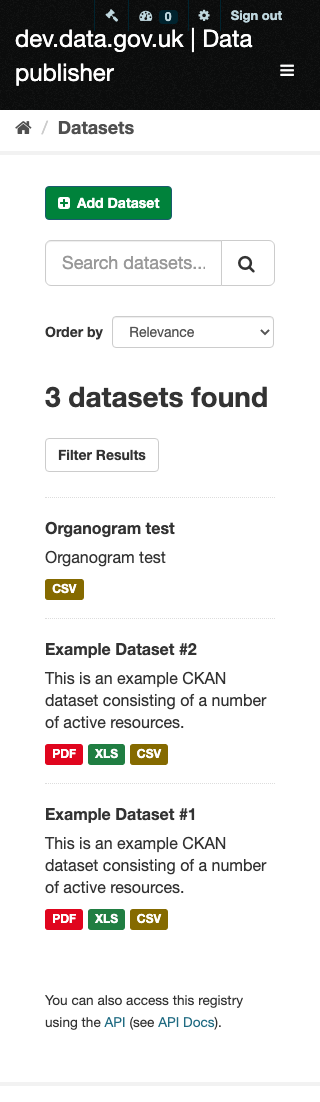 0 Sign out
dev.data.gov.uk | Data
publisher
/ Datasets
Add Dataset
Search datasets...
Order by Relevance
3 datasets found
Filter Results
Organogram test
Organogram test
CSV
Example Dataset #2
This is an example CKAN
dataset consisting of a number
of active resources.
PDF XLS CSV
Example Dataset #1
This is an example CKAN
dataset consisting of a number
of active resources.
PDF XLS CSV
You can also access this registry
using the API (see API Docs).